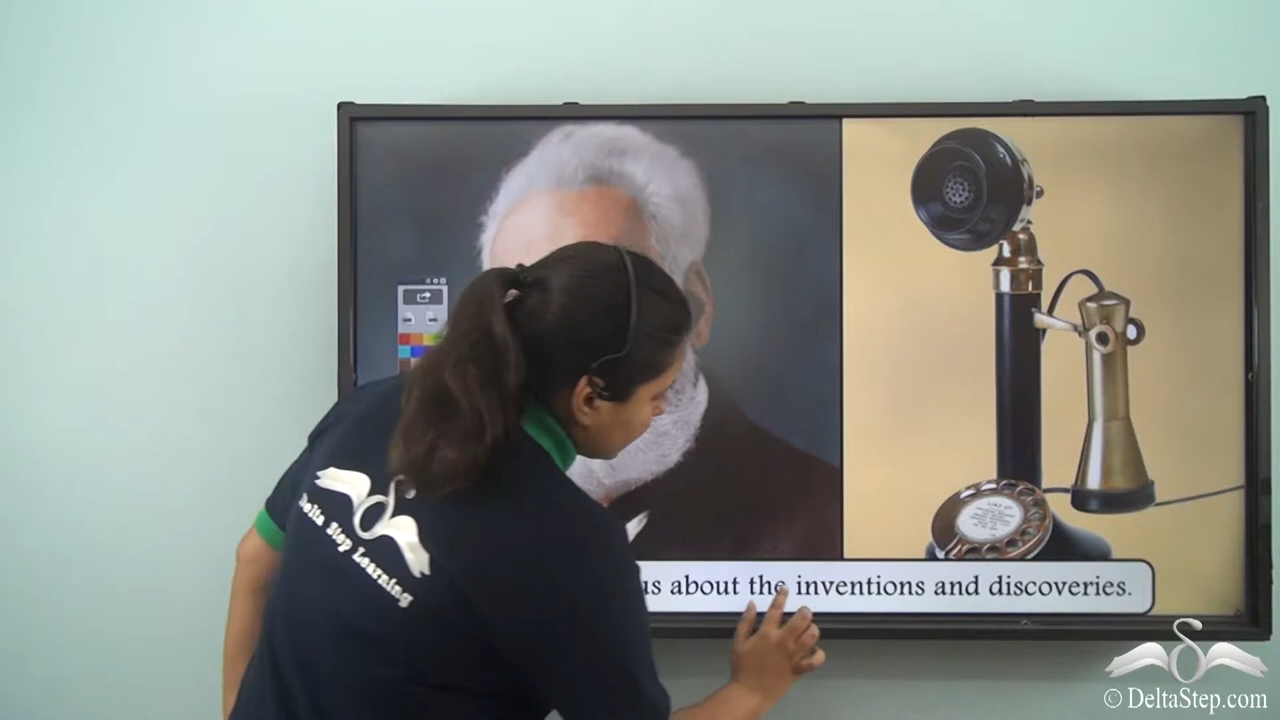 us about the inventions and discoveries.
Delta Step Learning
© DeltaStep.com